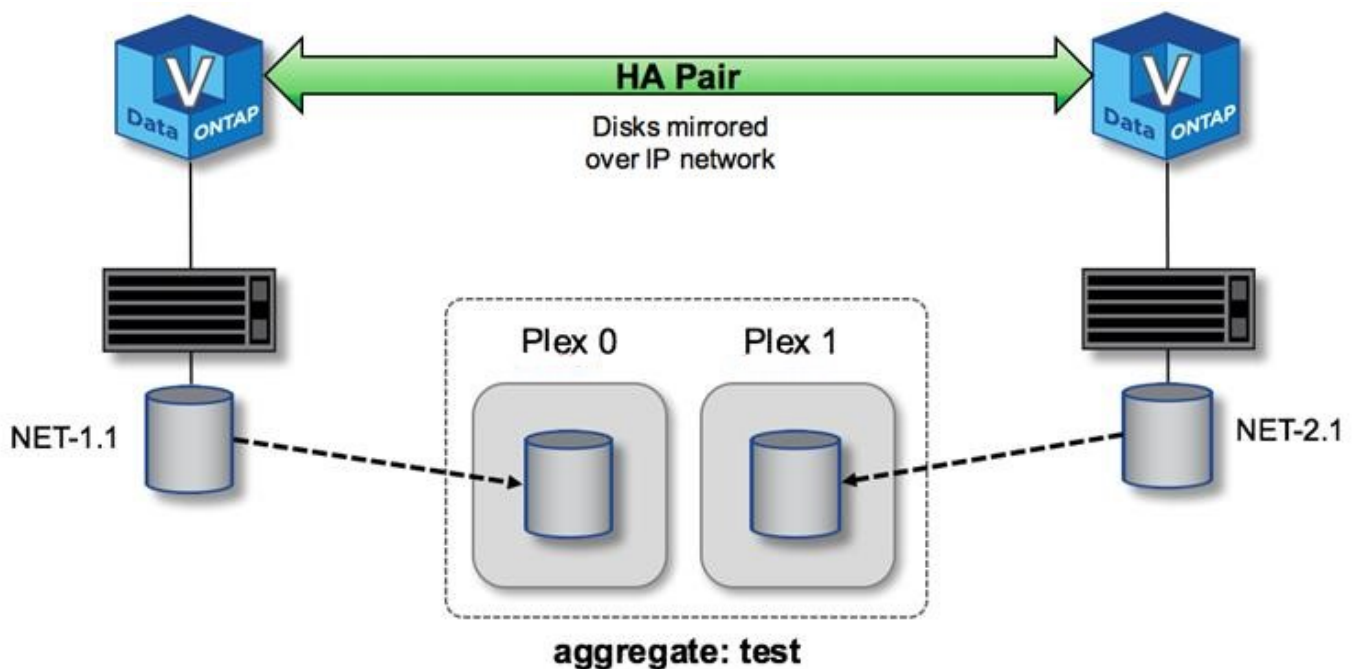 HA Pair
Disks mirrored
over IP network
V
Data ONTAP
V
Data ONTAP
Plex 0
Plex 1
NET-1.1
NET-2.1
aggregate: test